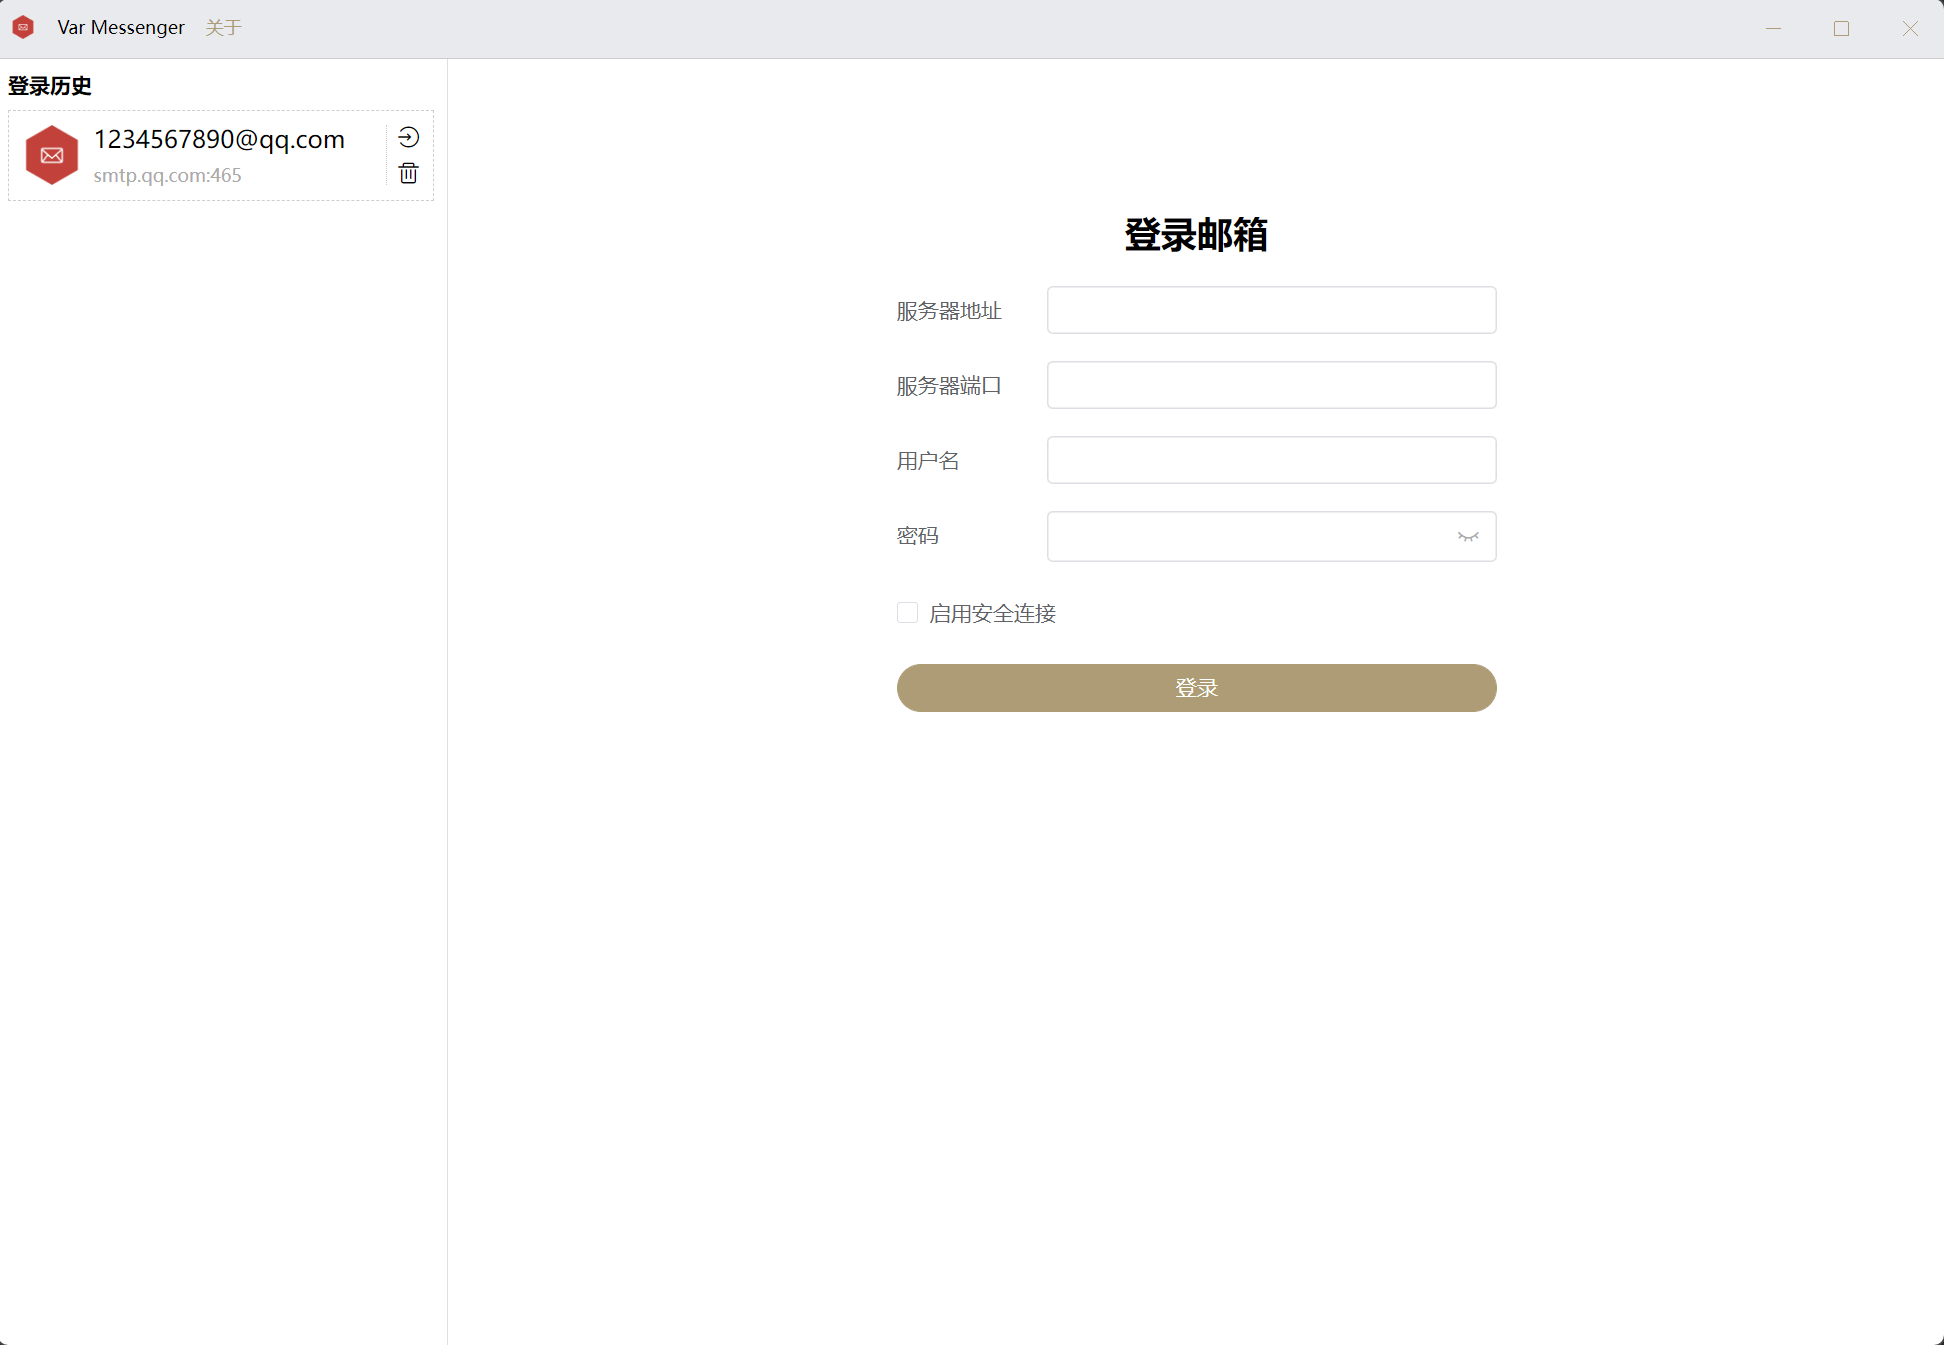 Var Messenger 关于
登录历史
1234567890@qq.com
smtp.qq.com:465
登录邮箱
服务器地址
服务器端口
用户名
密码
启用安全连接
登录